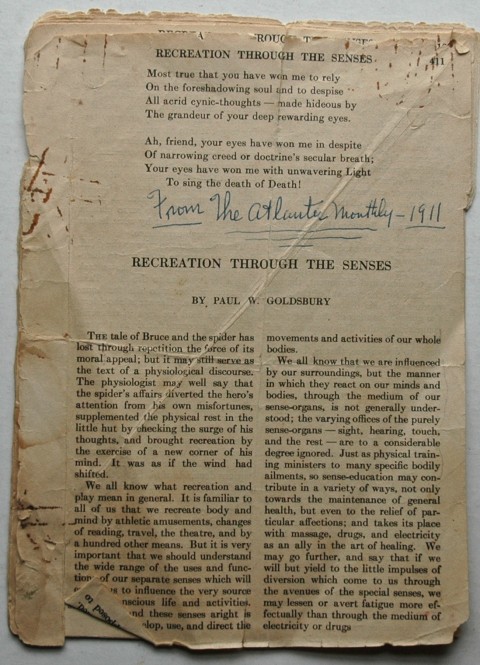 RECREATION THROUGH THE SENSES
411
Most true that you have won me to rely
On the foreshadowing soul and to despise
All acrid cynic-thoughts — made hideous by
The grandeur of your deep rewarding eyes.
Ah, friend, your eyes have won me in despite
Of narrowing creed or doctrine's secular breath;
Your eyes have won me with unwavering Light
To sing the death of Death!
From The Atlantic Monthly - 1911
RECREATION THROUGH THE SENSES
BY PAUL W. GOLDSBURY
THE tale of Bruce and the spider has
lost through repetition the force of its
moral appeal; but it may still serve as
the text of a physiological discourse.
The physiologist may well say that
the spider's affairs diverted the hero's
attention from his own misfortunes,
supplemented the physical rest in the
little hut by checking the surge of his
thoughts, and brought recreation by
the exercise of a new corner of his
mind. It was as if the wind had
shifted.
We all know what recreation and
play mean in general. It is familiar to
all of us that we recreate body and
mind by athletic amusements, changes
of reading, travel, the theatre, and by
a hundred other means. But it is very
important that we should understand
the wide range of the uses and func-
tions of our separate senses which will
us to influence the very source
conscious life and activities.
and these senses aright is
develop, use, and direct the
movements and activities of our whole
bodies.
We all know that we are influenced
by our surroundings, but the manner
in which they react on our minds and
bodies, through the medium of our
sense-organs, is not generally under-
stood; the varying offices of the purely
sense-organs — sight, hearing, touch,
and the rest — are to a considerable
degree ignored. Just as physical train-
ing ministers to many specific bodily
ailments, so sense-education may con-
tribute in a variety of ways, not only
towards the maintenance of general
health, but even to the relief of par-
ticular affections; and takes its place
with massage, drugs, and electricity
as an ally in the art of healing. We
may go further, and say that if we
will but yield to the little impulses of
diversion which come to us through
the avenues of the special senses, we
may lessen or avert fatigue more ef-
fectually than through the medium of
electricity or drugs